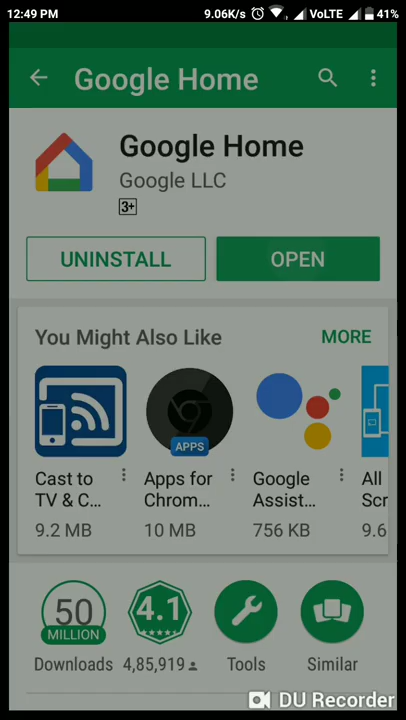 12:49 PM 9.06K/s VoLTE 41%
Google Home
Google Home
Google LLC
3+
UNINSTALL OPEN
You Might Also Like MORE
APPS
Cast to
TV & C...
9.2 MB
Apps for
Chrom...
10 MB
Google
Assist...
756 KB
All
Scr
9.6
50
MILLION
Downloads
4.1
4,85,919
Tools
Similar
DU Recorder